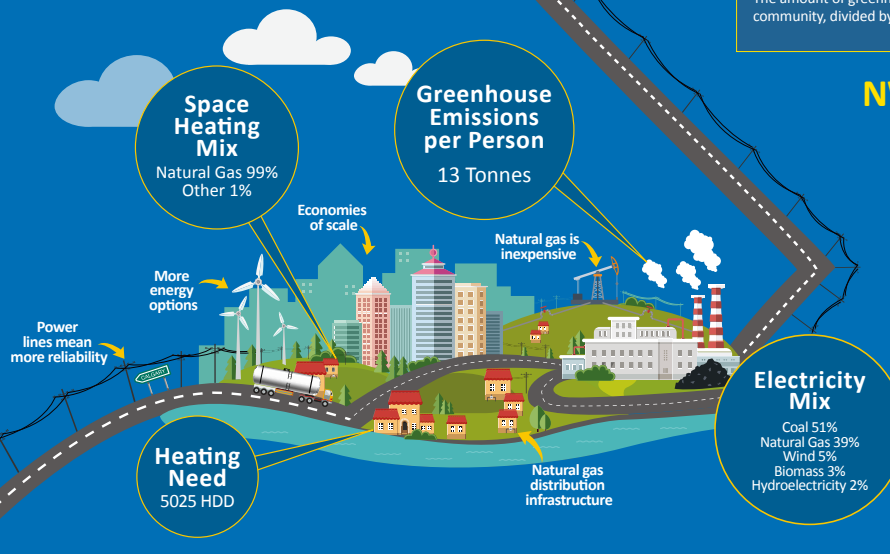 The amount of greenh
community, divided by
NW
Space
Heating
Mix
Natural Gas 99%
Other 1%
Greenhouse
Emissions
per Person
13 Tonnes
Economies
of scale
Natural gas is
inexpensive
More
energy
options
Power
lines mean
more reliability
CALGARY
Electricity
Mix
Coal 51%
Natural Gas 39%
Wind 5%
Biomass 3%
Hydroelectricity 2%
Heating
Need
5025 HDD
Natural gas
distribution
infrastructure